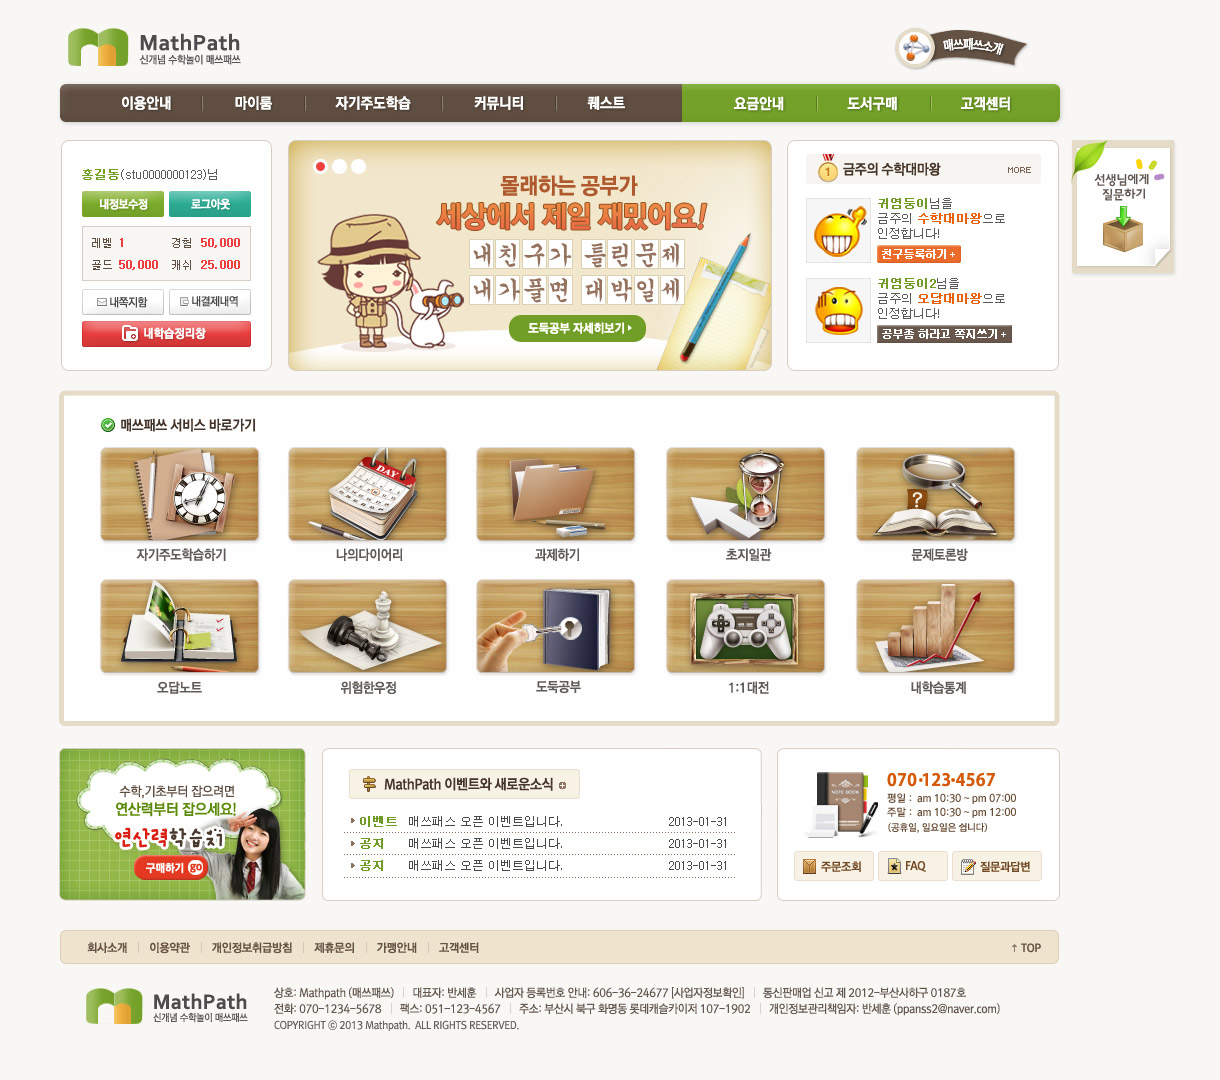 MathPath
신개념 수학놀이 매쓰패쓰
매쓰패쓰소개
이용안내 마이룸 자기주도학습 커뮤니티 퀘스트 요금안내 도서구매 고객센터
홍길동(stu0000000123)님
내정보수정 로그아웃
레벨 1 경험 50,000
골드 50,000 캐쉬 25.000
내쪽지함 내결제내역
내학습정리창
몰래하는 공부가
세상에서 제일 재밌어요!
내친구가 틀린문제
내가풀면 대박일세
도둑공부 자세히보기
1 금주의 수학대마왕 MORE
귀염둥이님을
금주의 수학대마왕으로
인정합니다!
친구등록하기 +
귀염둥이2님을
금주의 오답대마왕으로
인정합니다!
공부좀 하라고 쪽지쓰기 +
선생님에게
질문하기
매쓰패쓰 서비스 바로가기
DAY
?
자기주도학습하기 나의다이어리 과제하기 초지일관 문제토론방
오답노트 위험한우정 도둑공부 1:1대전 내학습통계
수학,기초부터 잡으려면
연산력부터 잡으세요!
연산력학습지
구매하기 go
MathPath 이벤트와 새로운소식
이벤트 매쓰패스 오픈 이벤트입니다. 2013-01-31
공지 매쓰패스 오픈 이벤트입니다. 2013-01-31
공지 매쓰패스 오픈 이벤트입니다. 2013-01-31
NOTE BOOK
070·123·4567
평일 : am 10:30 ~ pm 07:00
주말 : am 10:30 ~ pm 12:00
(공휴일, 일요일은 쉽니다)
주문조회 FAQ 질문과답변
회사소개 이용약관 개인정보취급방침 제휴문의 가맹안내 고객센터 ↑ TOP
MathPath
신개념 수학놀이 매쓰패쓰
상호: Mathpath (매쓰패쓰) 대표자: 반세훈 사업자 등록번호 안내: 606-36-24677 [사업자정보확인] 통신판매업 신고 제 2012-부산사하구 0187호
전화: 070-1234-5678 팩스: 051-123-4567 주소: 부산시 북구 화명동 롯데캐슬카이저 107-1902 개인정보관리책임자: 반세훈 (ppanss2@naver.com)
COPYRIGHT © 2013 Mathpath. ALL RIGHTS RESERVED.